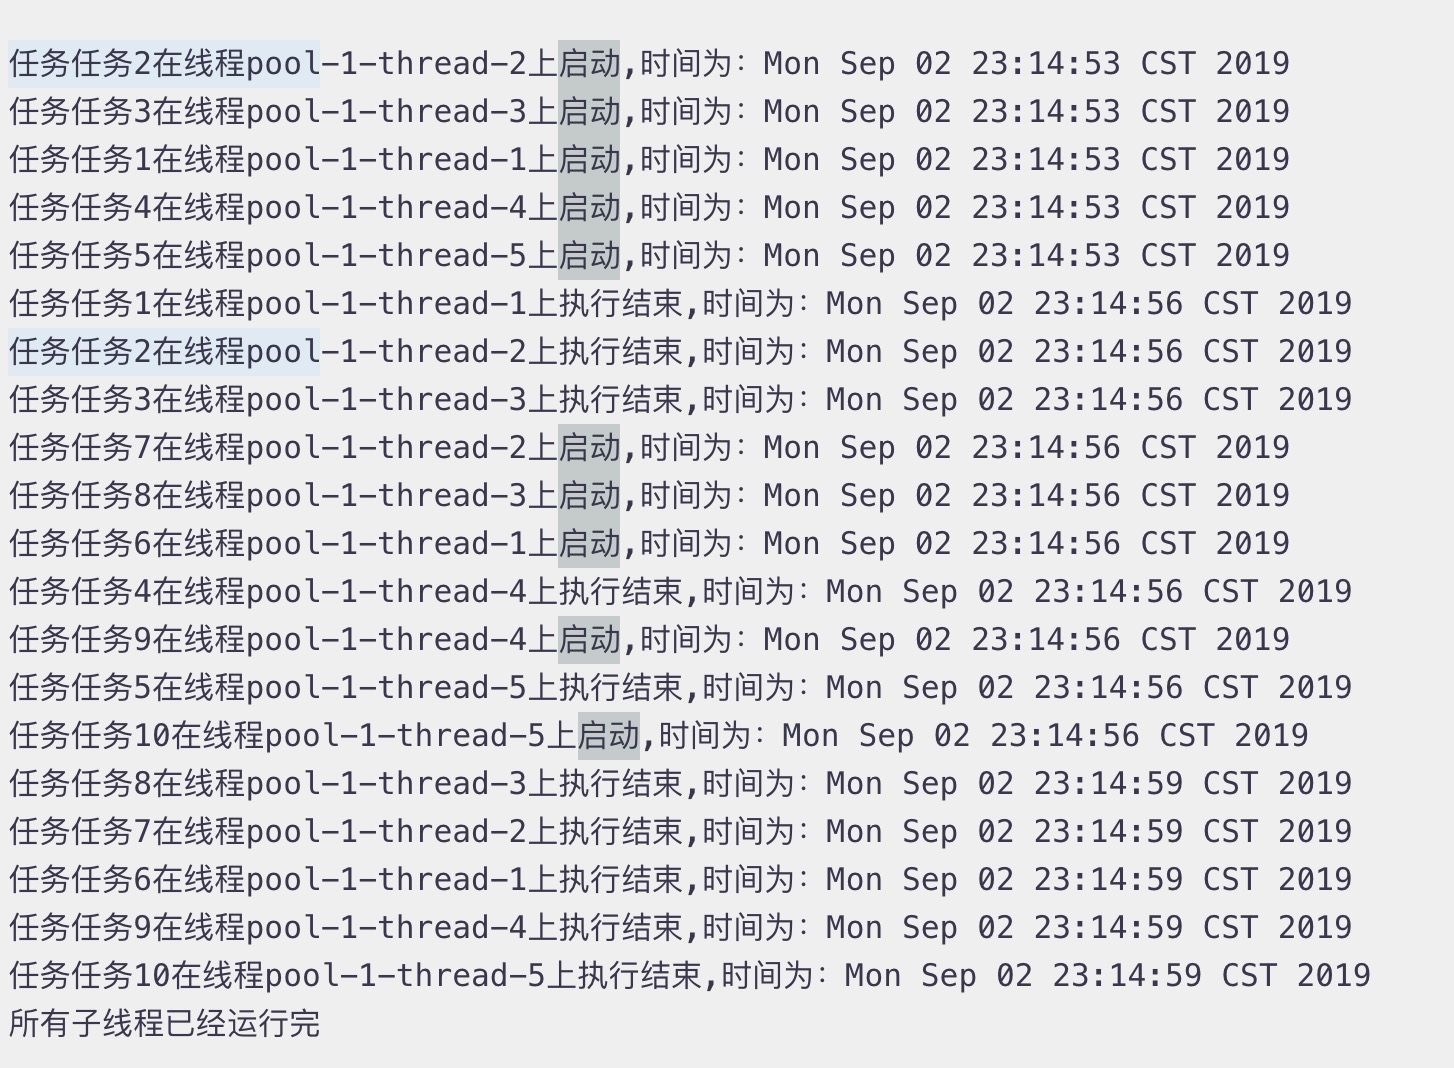 任务任务2在线程pool-1-thread-2上启动,时间为：Mon Sep 02 23:14:53 CST 2019
任务任务3在线程pool-1-thread-3上启动,时间为：Mon Sep 02 23:14:53 CST 2019
任务任务1在线程pool-1-thread-1上启动,时间为：Mon Sep 02 23:14:53 CST 2019
任务任务4在线程pool-1-thread-4上启动,时间为：Mon Sep 02 23:14:53 CST 2019
任务任务5在线程pool-1-thread-5上启动,时间为：Mon Sep 02 23:14:53 CST 2019
任务任务1在线程pool-1-thread-1上执行结束,时间为：Mon Sep 02 23:14:56 CST 2019
任务任务2在线程pool-1-thread-2上执行结束,时间为：Mon Sep 02 23:14:56 CST 2019
任务任务3在线程pool-1-thread-3上执行结束,时间为：Mon Sep 02 23:14:56 CST 2019
任务任务7在线程pool-1-thread-2上启动,时间为：Mon Sep 02 23:14:56 CST 2019
任务任务8在线程pool-1-thread-3上启动,时间为：Mon Sep 02 23:14:56 CST 2019
任务任务6在线程pool-1-thread-1上启动,时间为：Mon Sep 02 23:14:56 CST 2019
任务任务4在线程pool-1-thread-4上执行结束,时间为：Mon Sep 02 23:14:56 CST 2019
任务任务9在线程pool-1-thread-4上启动,时间为：Mon Sep 02 23:14:56 CST 2019
任务任务5在线程pool-1-thread-5上执行结束,时间为：Mon Sep 02 23:14:56 CST 2019
任务任务10在线程pool-1-thread-5上启动,时间为：Mon Sep 02 23:14:56 CST 2019
任务任务8在线程pool-1-thread-3上执行结束,时间为：Mon Sep 02 23:14:59 CST 2019
任务任务7在线程pool-1-thread-2上执行结束,时间为：Mon Sep 02 23:14:59 CST 2019
任务任务6在线程pool-1-thread-1上执行结束,时间为：Mon Sep 02 23:14:59 CST 2019
任务任务9在线程pool-1-thread-4上执行结束,时间为：Mon Sep 02 23:14:59 CST 2019
任务任务10在线程pool-1-thread-5上执行结束,时间为：Mon Sep 02 23:14:59 CST 2019
所有子线程已经运行完